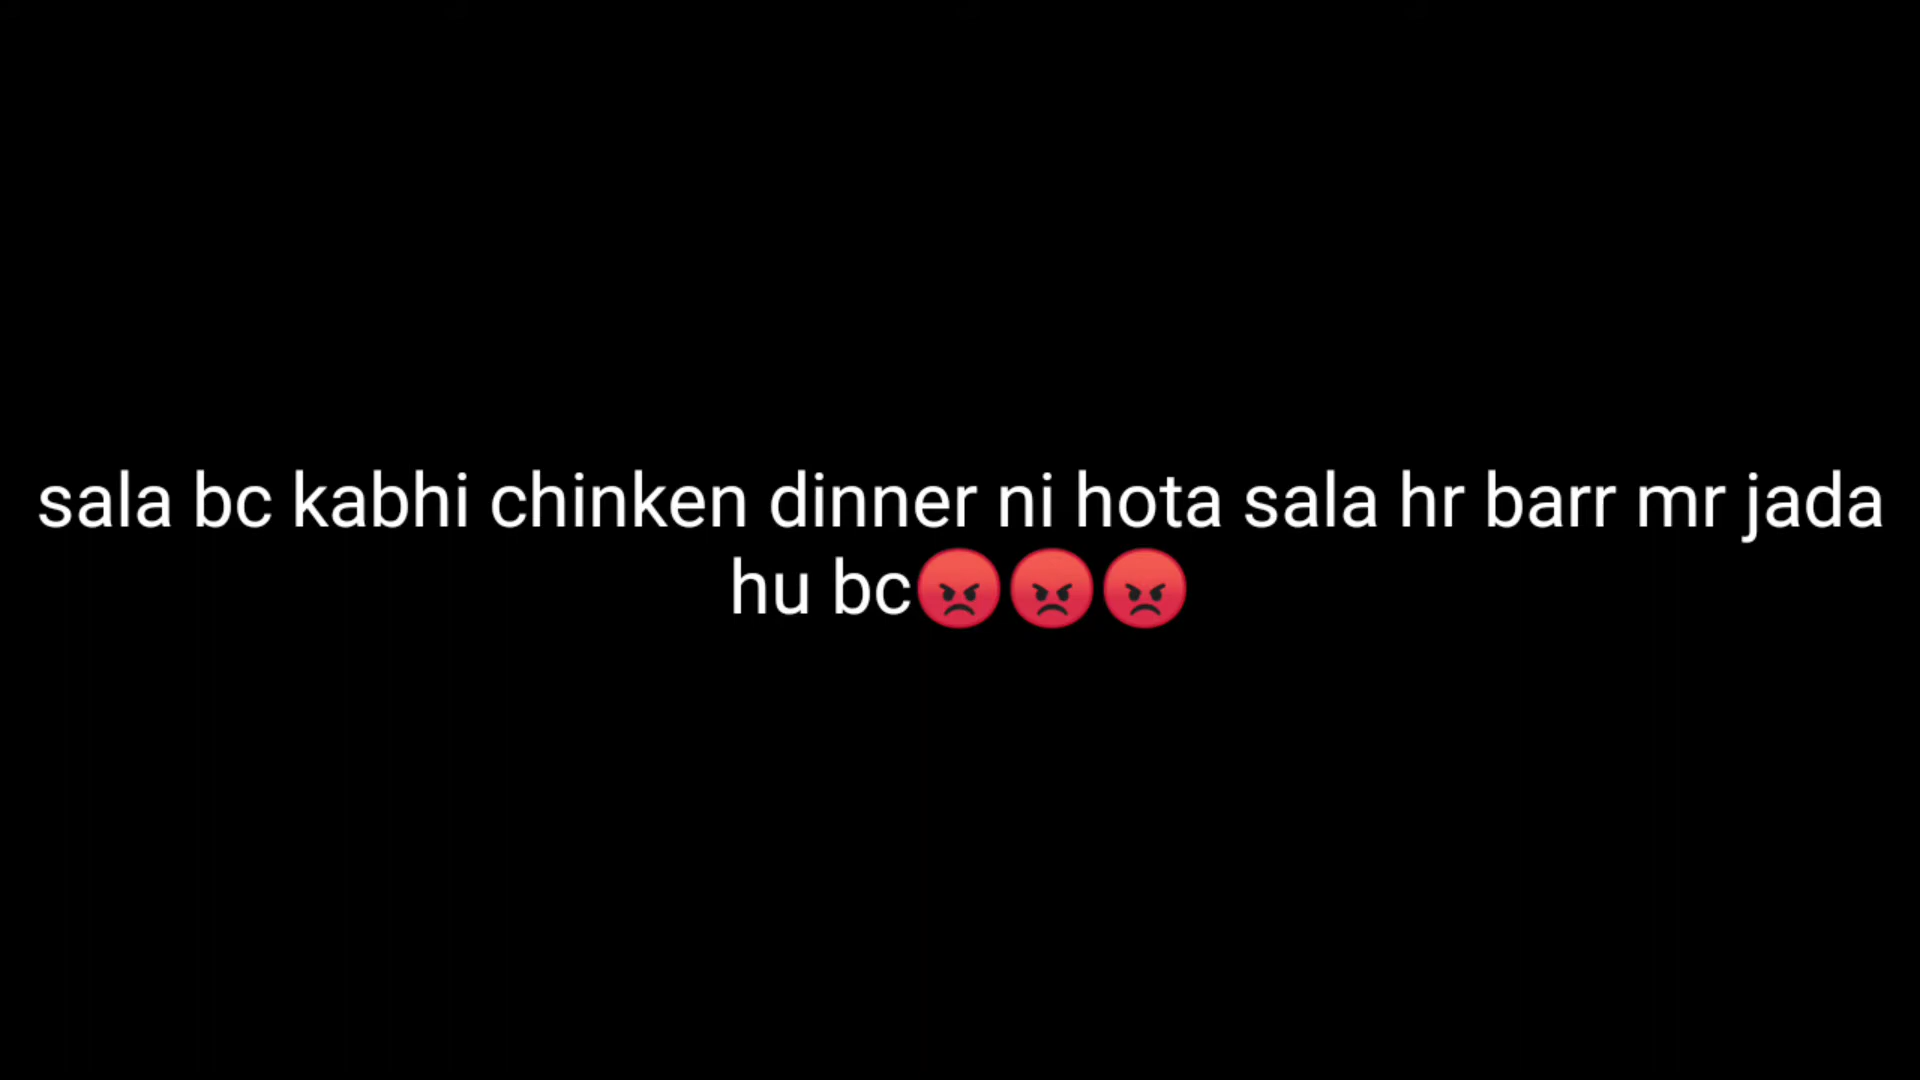 sala bc kabhi chinken dinner ni hota sala hr barr mr jada
hu bc😡😡😡